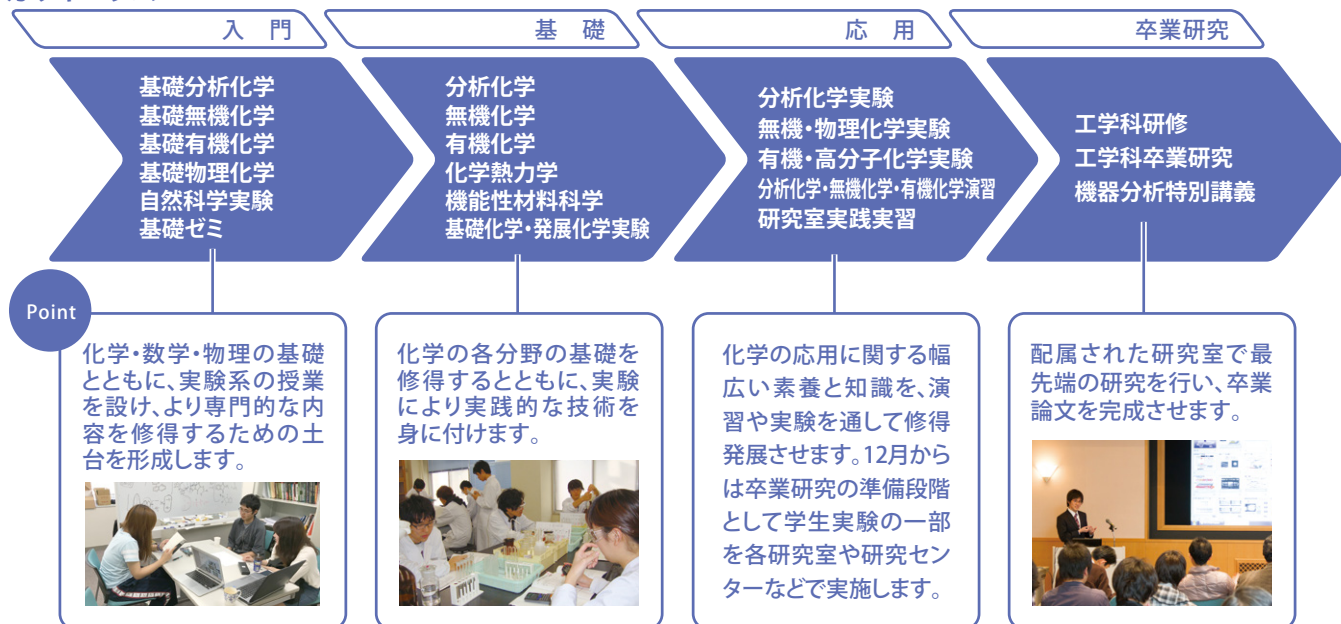 入 門
基 礎
応 用
卒業研究
基礎分析化学
基礎無機化学
基礎有機化学
基礎物理化学
自然科学実験
基礎ゼミ
分析化学
無機化学
有機化学
化学熱力学
機能性材料科学
基礎化学・発展化学実験
分析化学実験
無機・物理化学実験
有機・高分子化学実験
分析化学・無機化学・有機化学演習
研究室実践実習
工学科研修
工学科卒業研究
機器分析特別講義
Point
化学・数学・物理の基礎
とともに、実験系の授業
を設け、より専門的な内
容を修得するための土
台を形成します。
化学の各分野の基礎を
修得するとともに、実験
により実践的な技術を
身に付けます。
化学の応用に関する幅
広い素養と知識を、演
習や実験を通して修得
発展させます。12月から
は卒業研究の準備段階
として学生実験の一部
を各研究室や研究セン
ターなどで実施します。
配属された研究室で最
先端の研究を行い、卒業
論文を完成させます。